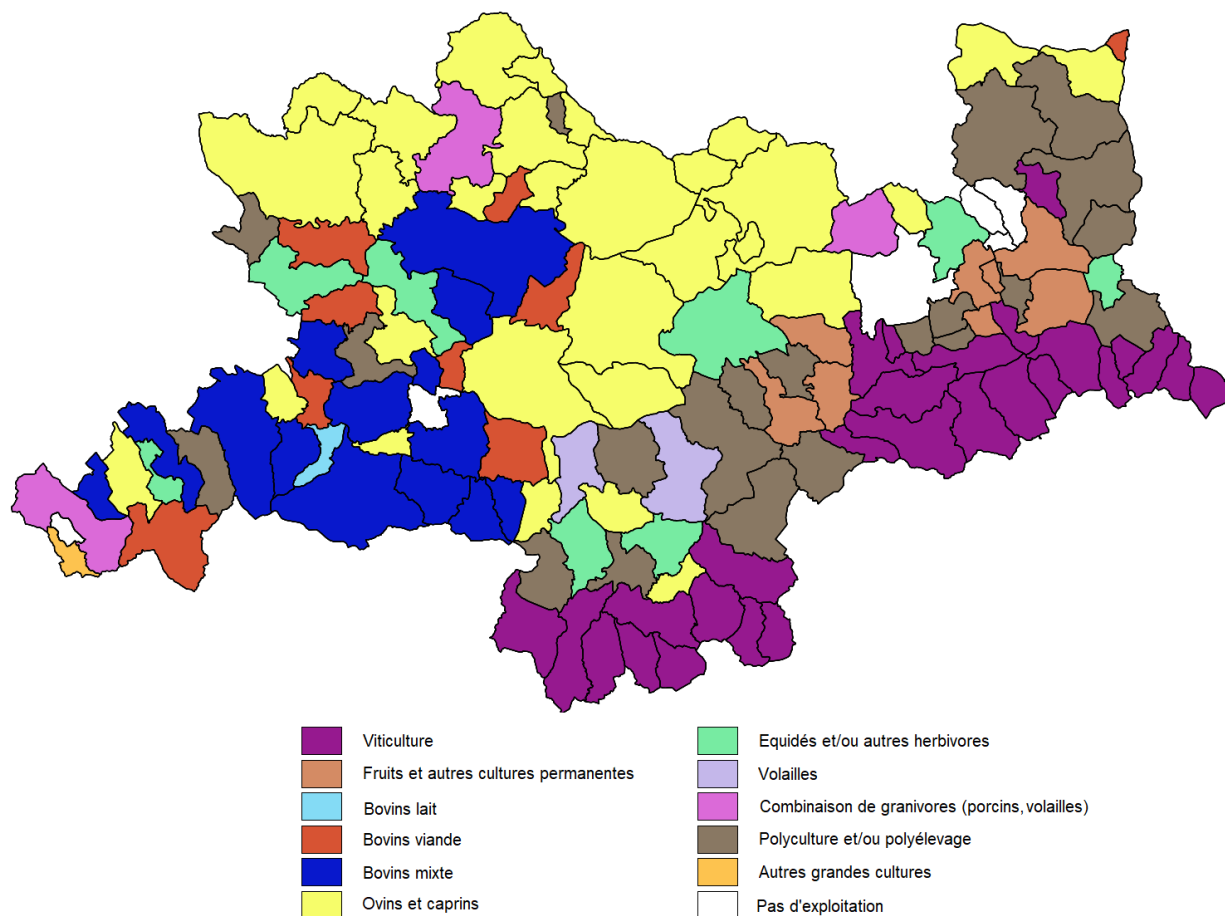 Viticulture
Fruits et autres cultures permanentes
Bovins lait
Bovins viande
Bovins mixte
Ovins et caprins
Equidés et/ou autres herbivores
Volailles
Combinaison de granivores (porcins,volailles)
Polyculture et/ou polyélevage
Autres grandes cultures
Pas d'exploitation